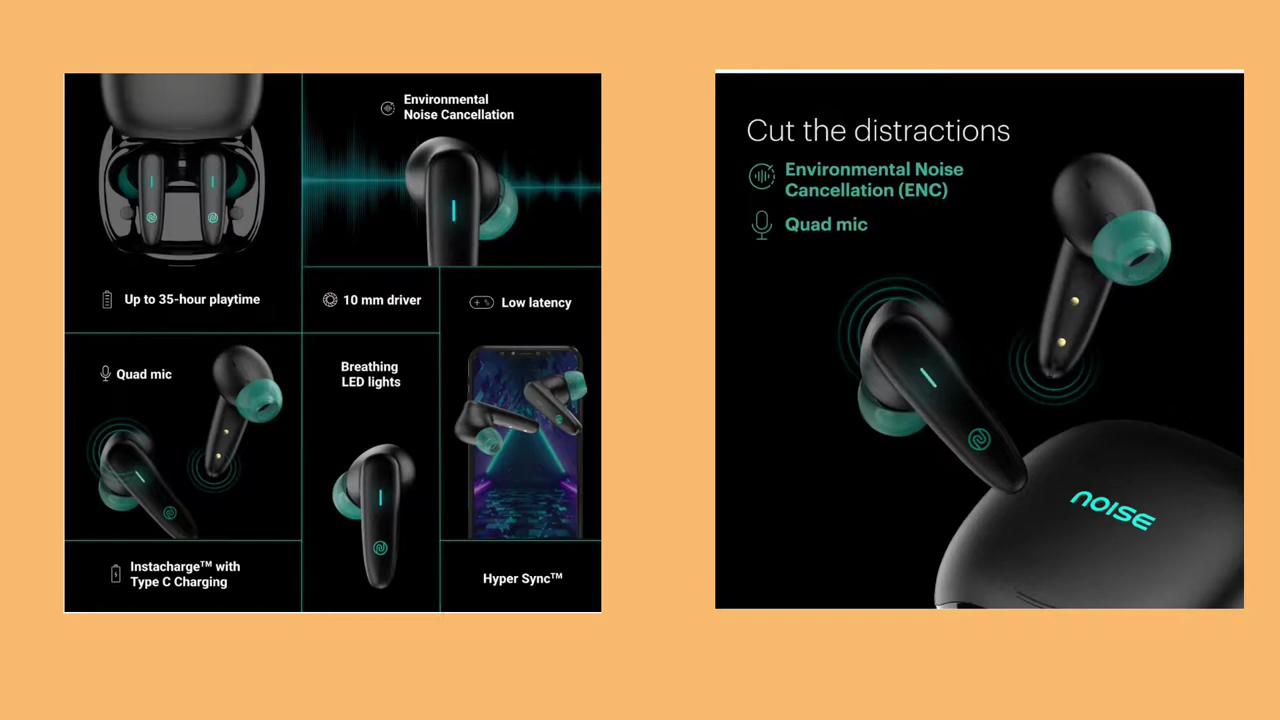 Environmental
Noise Cancellation
Up to 35-hour playtime
10 mm driver
Low latency
Quad mic
Breathing
LED lights
Instacharge™ with
Type C Charging
Hyper Sync™
Cut the distractions
Environmental Noise
Cancellation (ENC)
Quad mic
NOISE